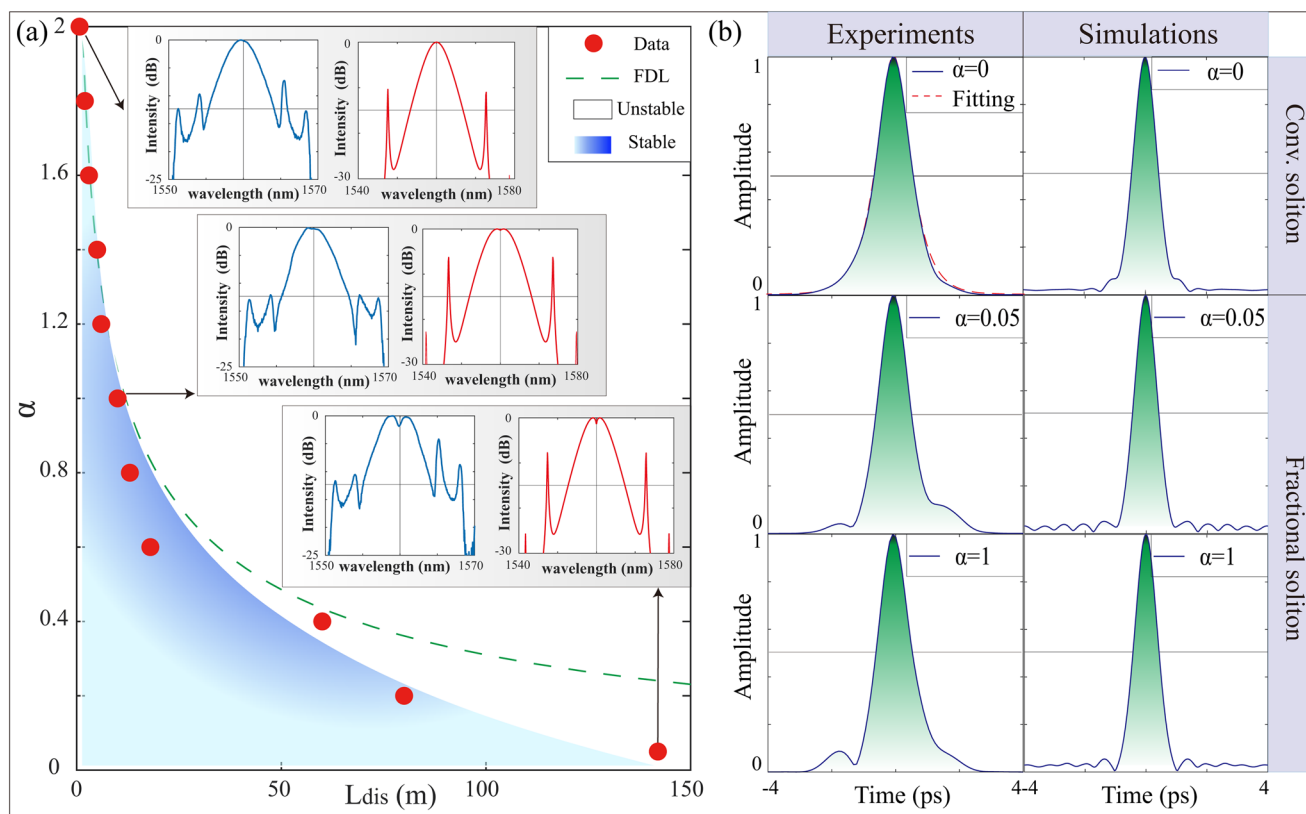 (a)
2
1.6
1.2
0.8
0.4
0
α
0
50
100
150
Ldis (m)
Data
FDL
Unstable
Stable
0
Intensity (dB)
-25
1550
wavelength (nm)
1570
0
Intensity (dB)
-30
1540
wavelength (nm)
1580
0
Intensity (dB)
-25
1550
wavelength (nm)
1570
0
Intensity (dB)
-30
1540
wavelength (nm)
1580
0
Intensity (dB)
-25
1550
wavelength (nm)
1570
0
Intensity (dB)
-30
1540
wavelength (nm)
1580
(b)
Experiments
Simulations
1
Amplitude
0
α=0
Fitting
α=0
Conv. soliton
1
Amplitude
0
α=0.05
α=0.05
1
Amplitude
0
α=1
α=1
Fractional soliton
-4
Time (ps)
4
-4
Time (ps)
4